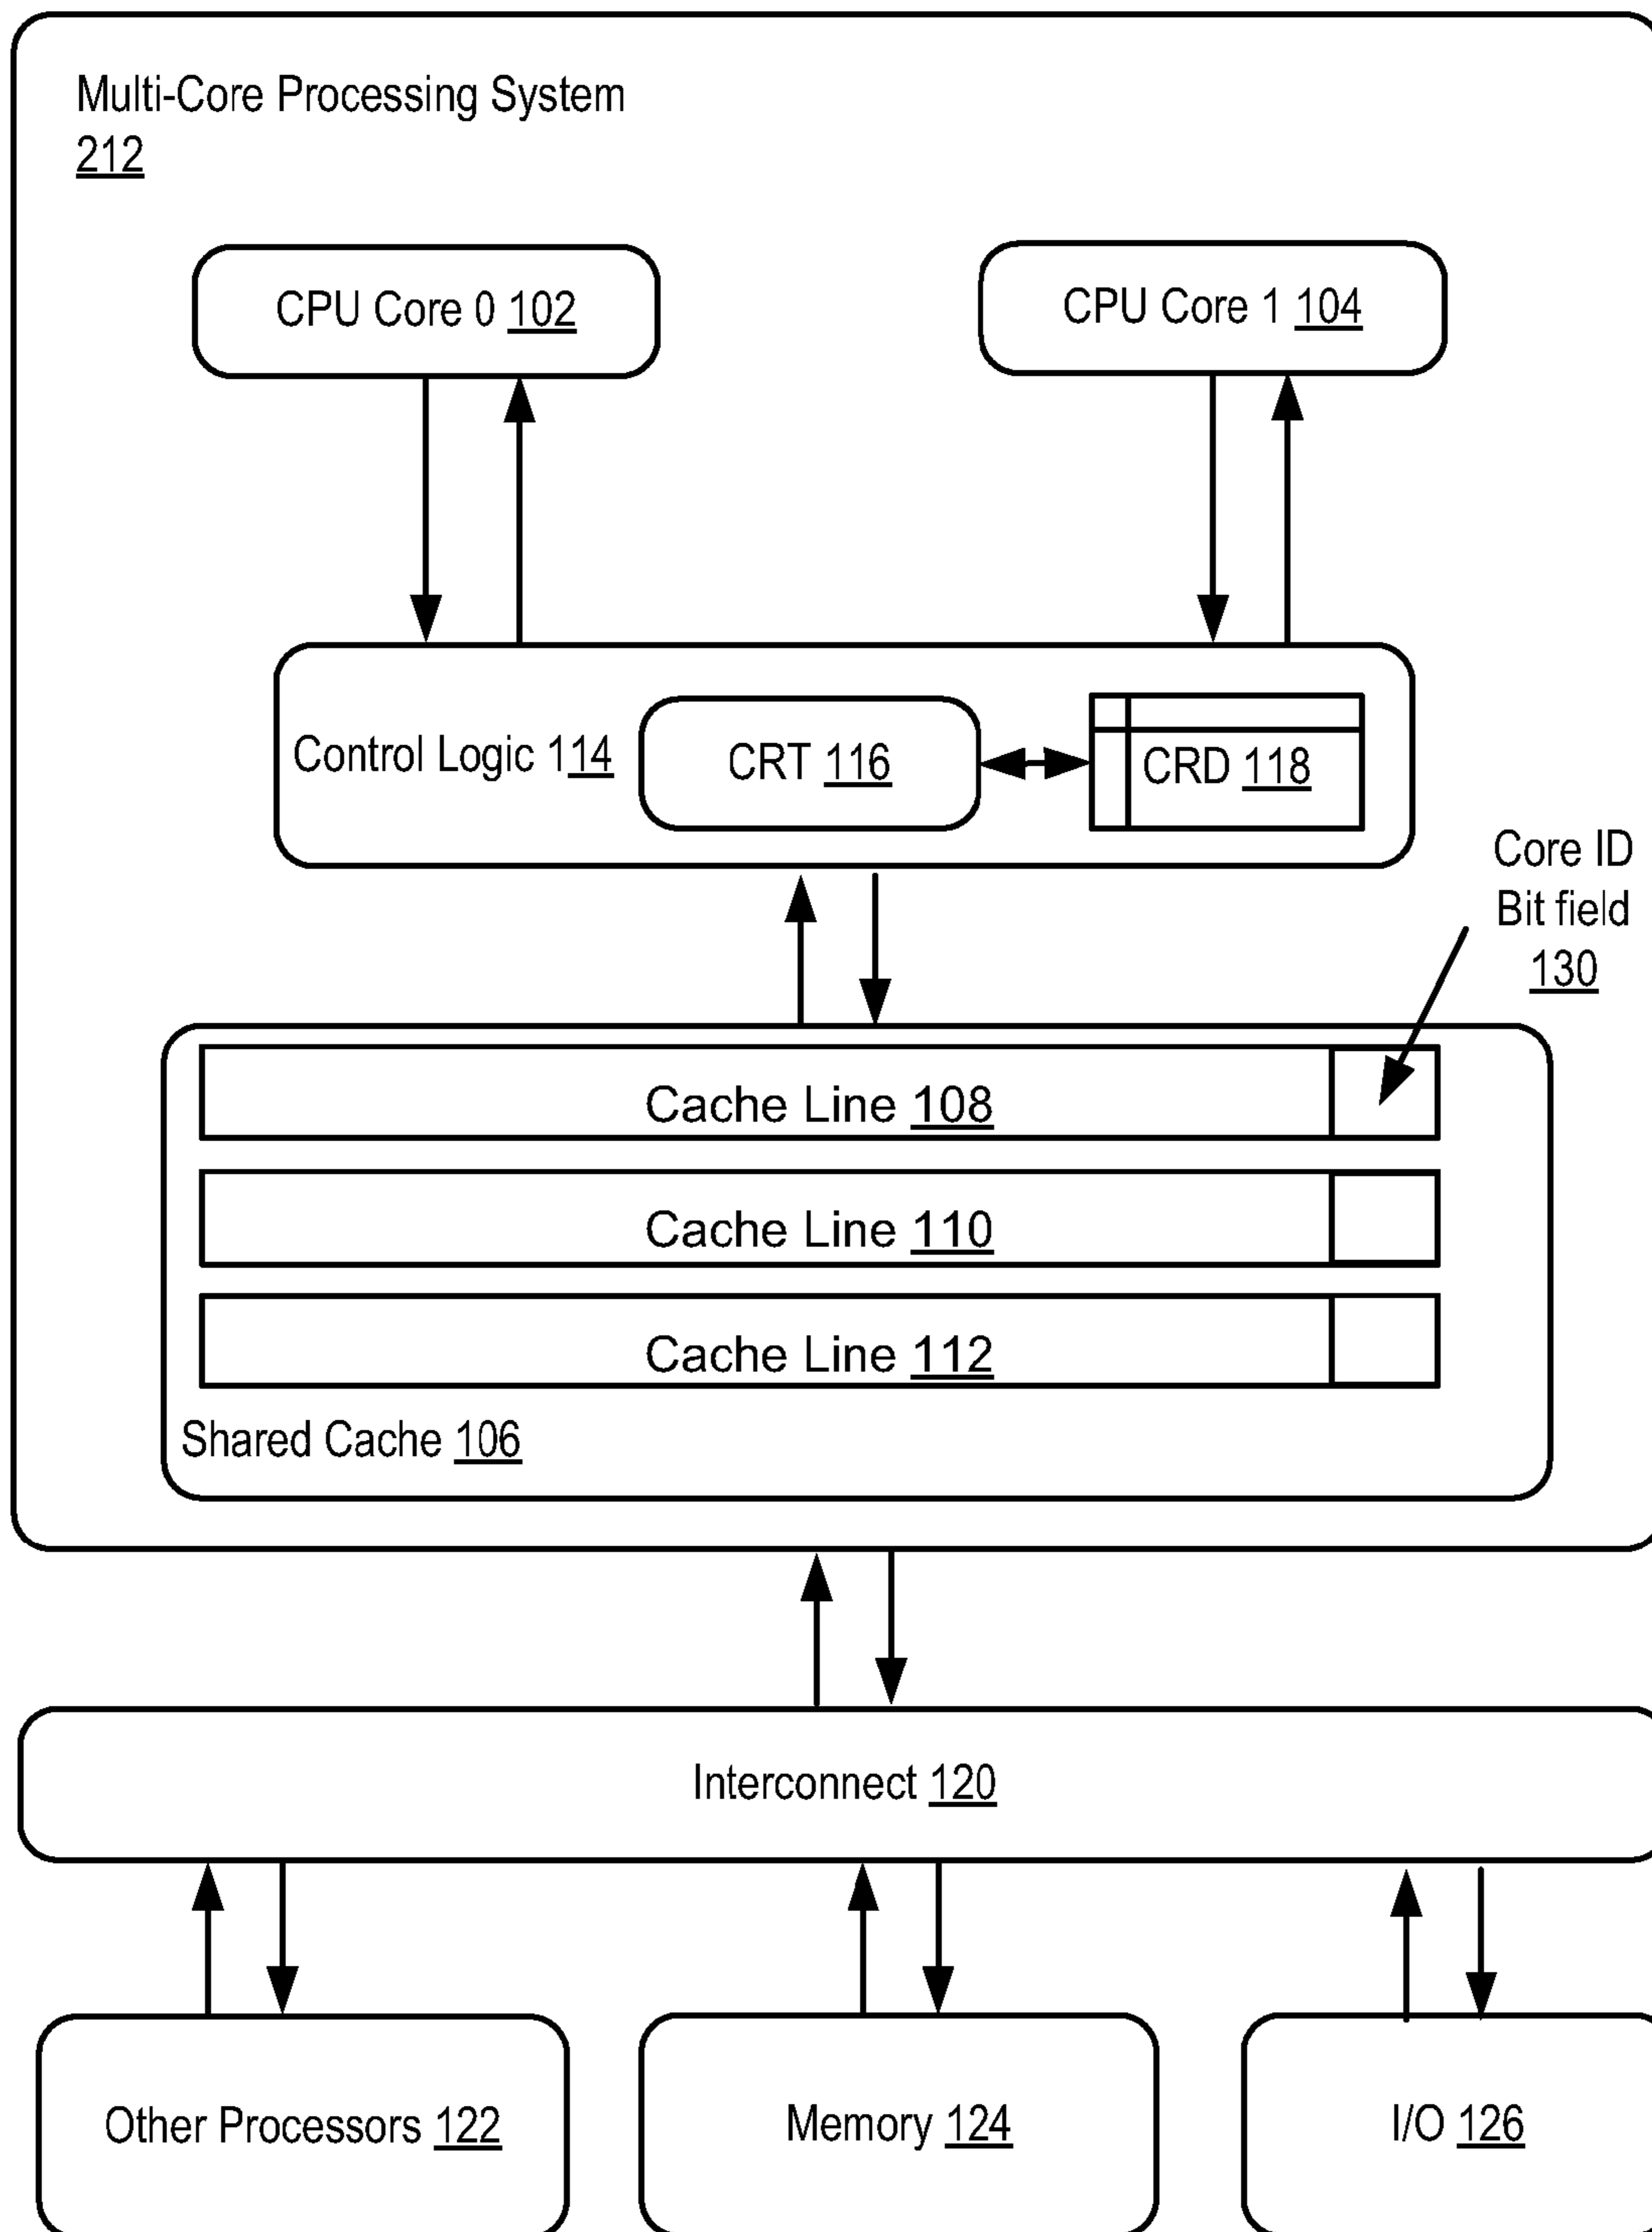 Multi-Core Processing System
212
CPU Core 0 102
CPU Core 1 104
Control Logic 114
CRT 116
CRD 118
Core ID
Bit field
130
Cache Line 108
Cache Line 110
Cache Line 112
Shared Cache 106
Interconnect 120
Other Processors 122
Memory 124
I/O 126